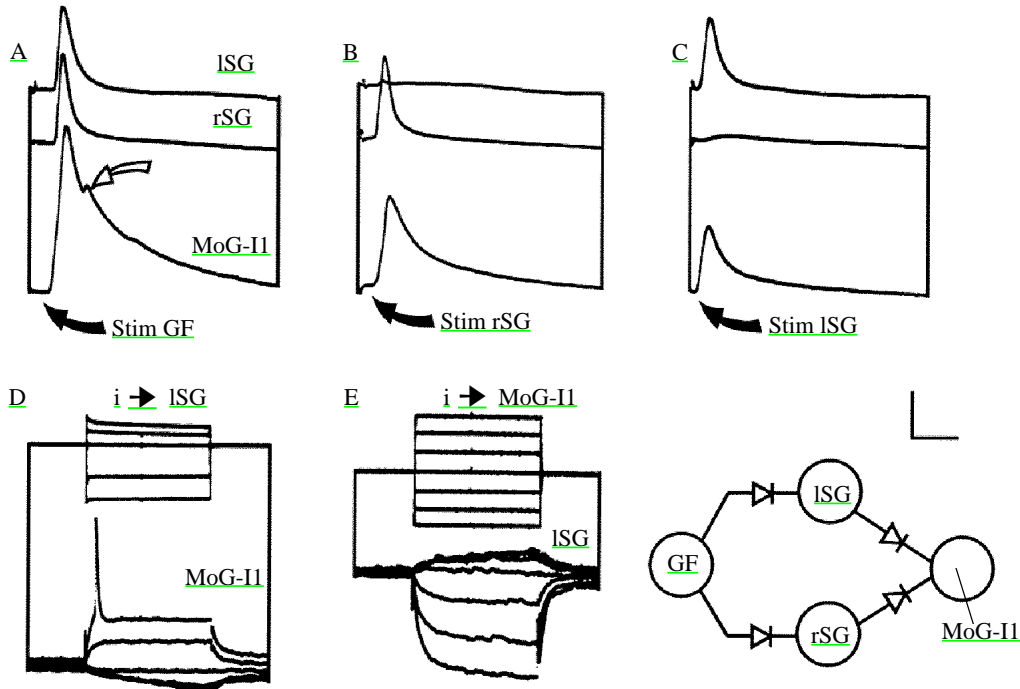 A
lSG
rSG
MoG-I1
Stim GF
B
Stim rSG
C
Stim lSG
D
i lSG
MoG-I1
E
i MoG-I1
lSG
GF
lSG
rSG
MoG-I1